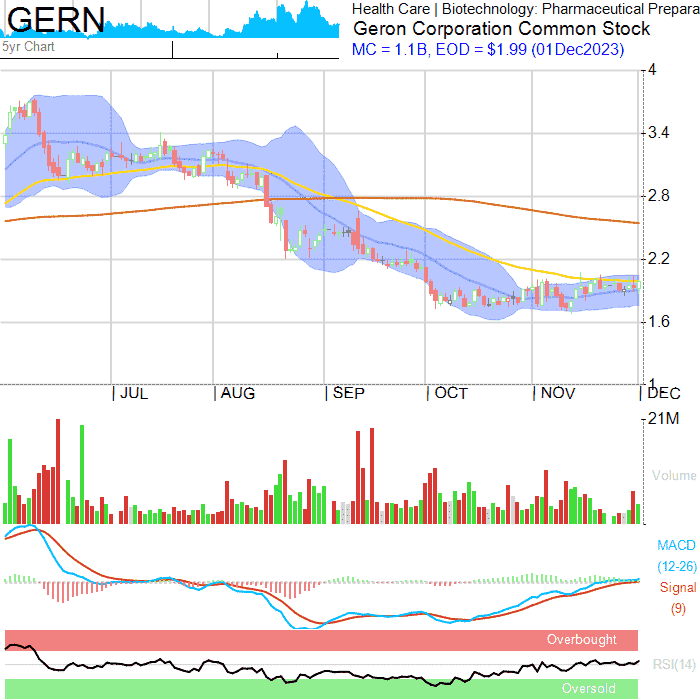 GERN
Health Care | Biotechnology: Pharmaceutical Prepara
Geron Corporation Common Stock
MC = 1.1B, EOD = $1.99 (01Dec2023)
5yr Chart
4
3.4
2.8
2.2
1.6
1
JUL AUG SEP OCT NOV DEC
21M
Volume
MACD
(12-26)
Signal
(9)
Overbought
RSI(14)
Oversold